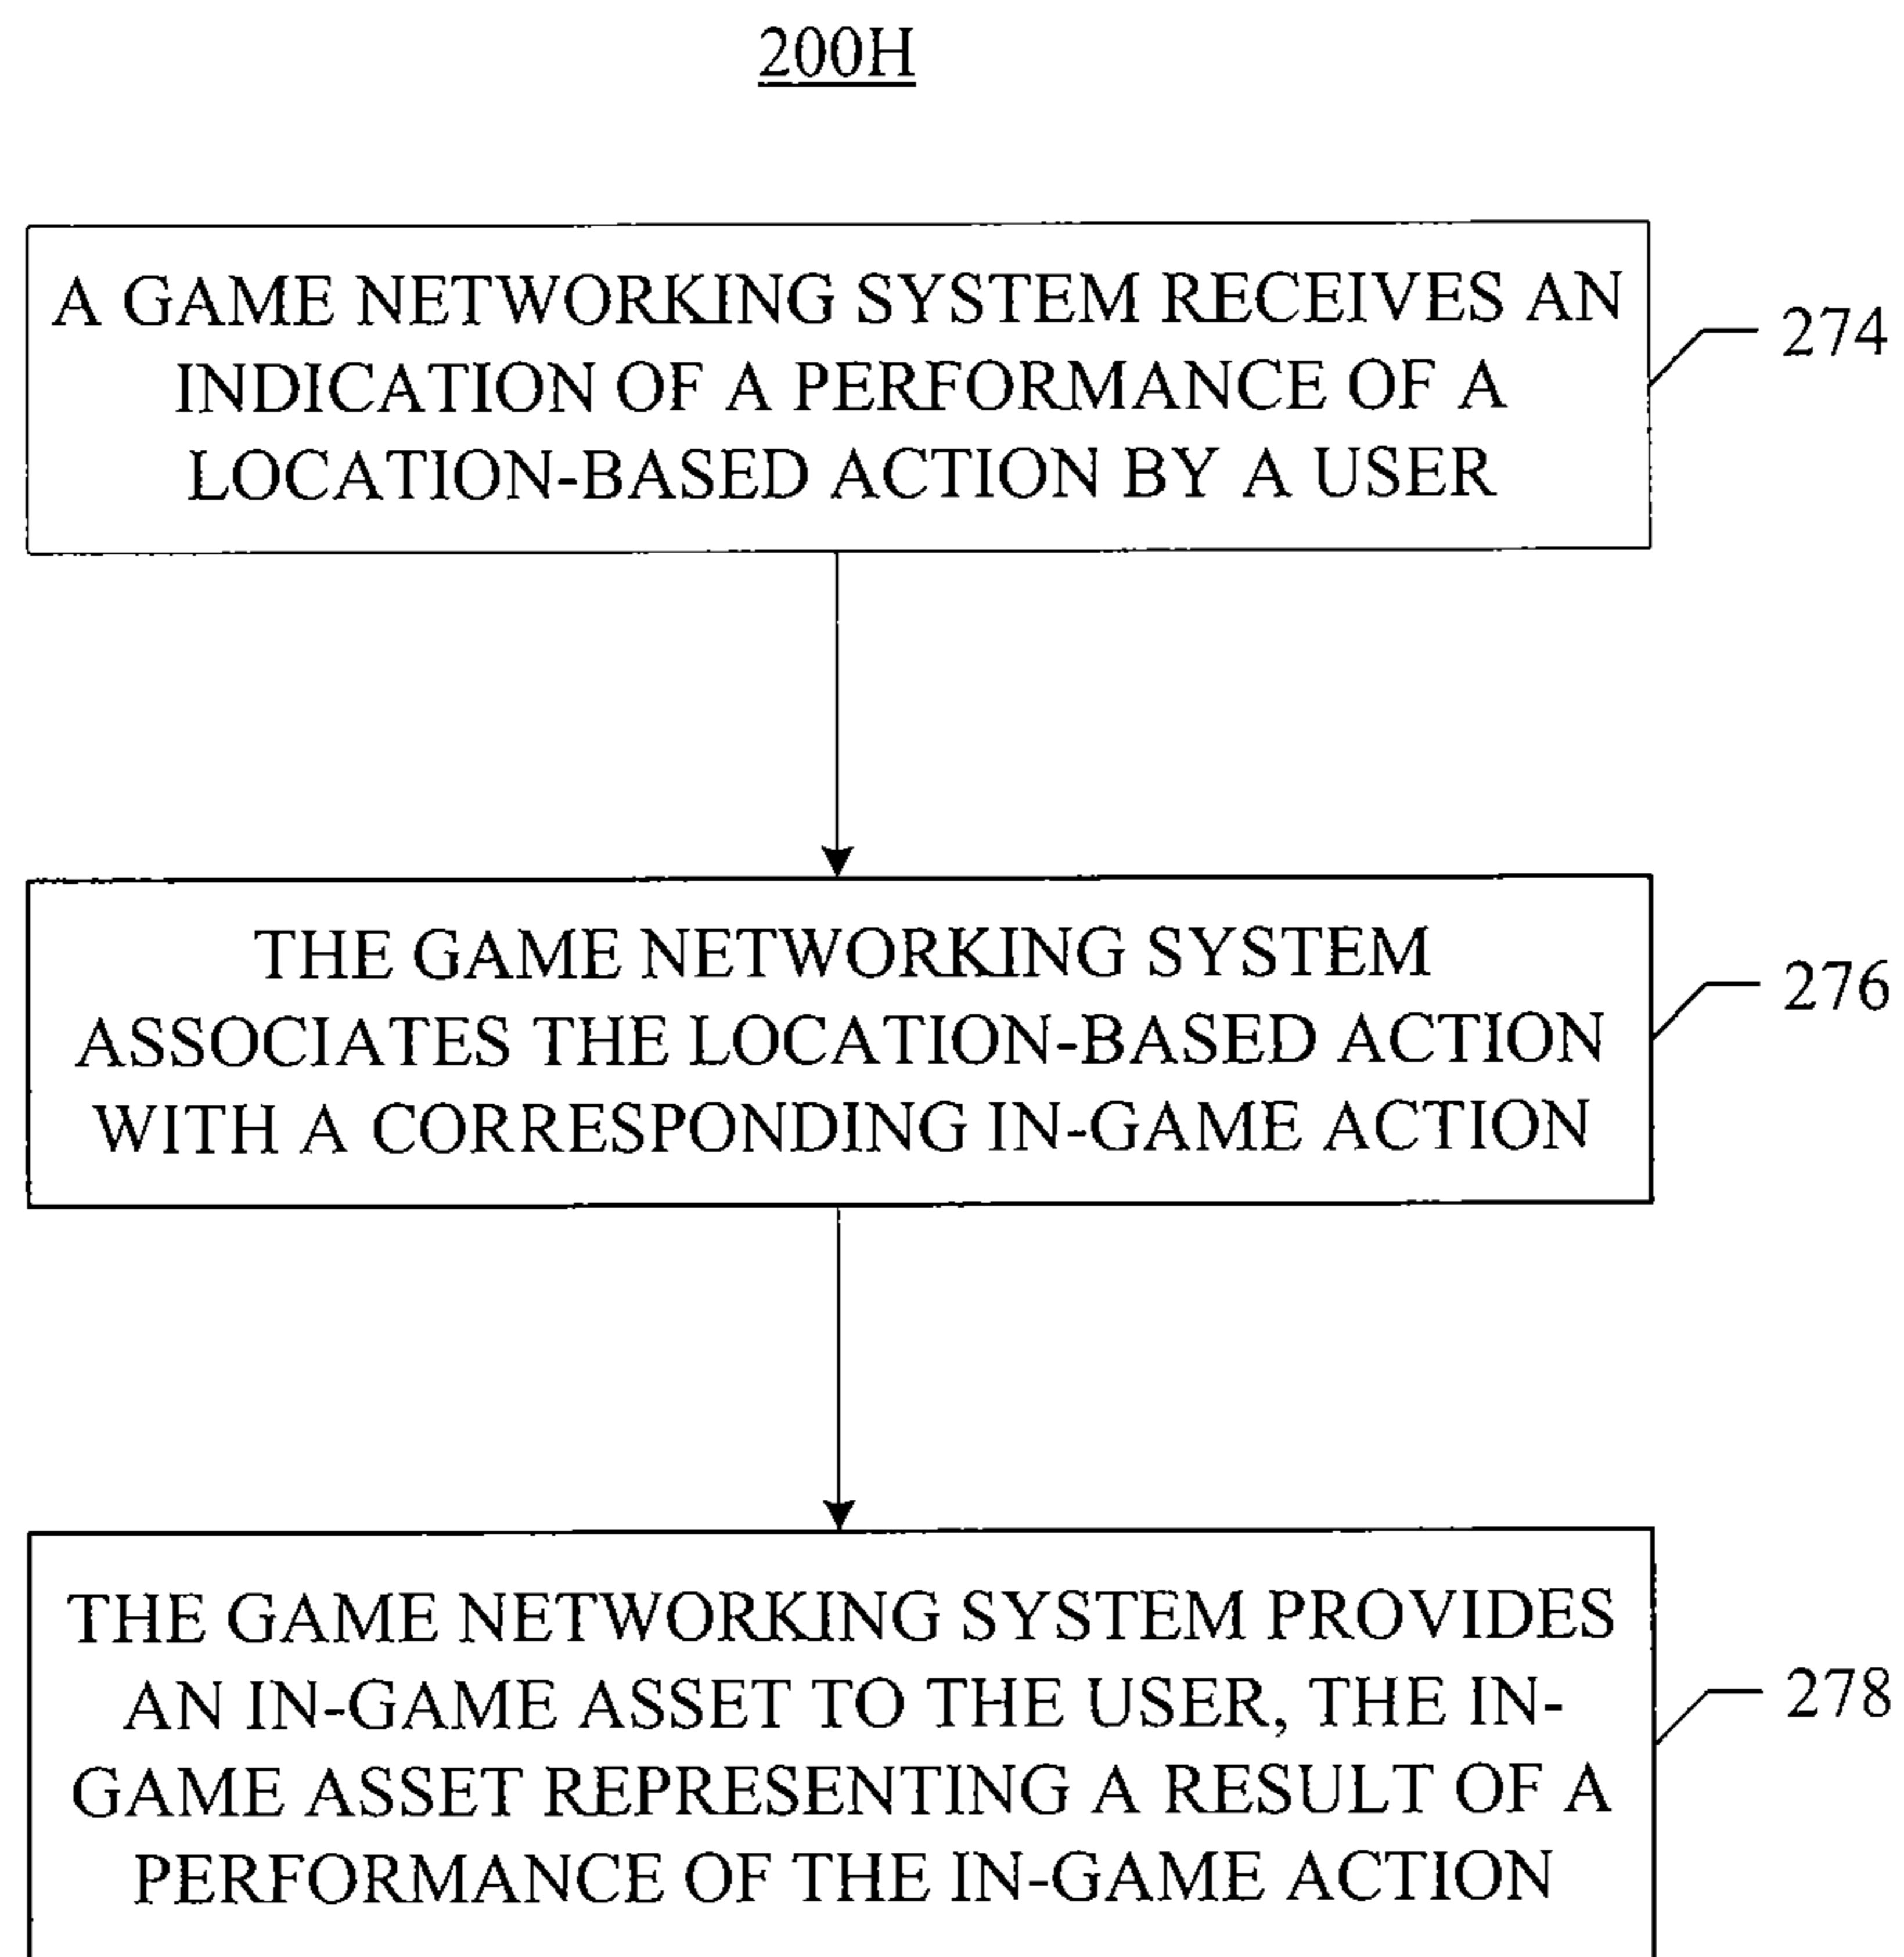 200H
A GAME NETWORKING SYSTEM RECEIVES AN
INDICATION OF A PERFORMANCE OF A
LOCATION-BASED ACTION BY A USER
274
THE GAME NETWORKING SYSTEM
ASSOCIATES THE LOCATION-BASED ACTION
WITH A CORRESPONDING IN-GAME ACTION
276
THE GAME NETWORKING SYSTEM PROVIDES
AN IN-GAME ASSET TO THE USER, THE IN-
GAME ASSET REPRESENTING A RESULT OF A
PERFORMANCE OF THE IN-GAME ACTION
278